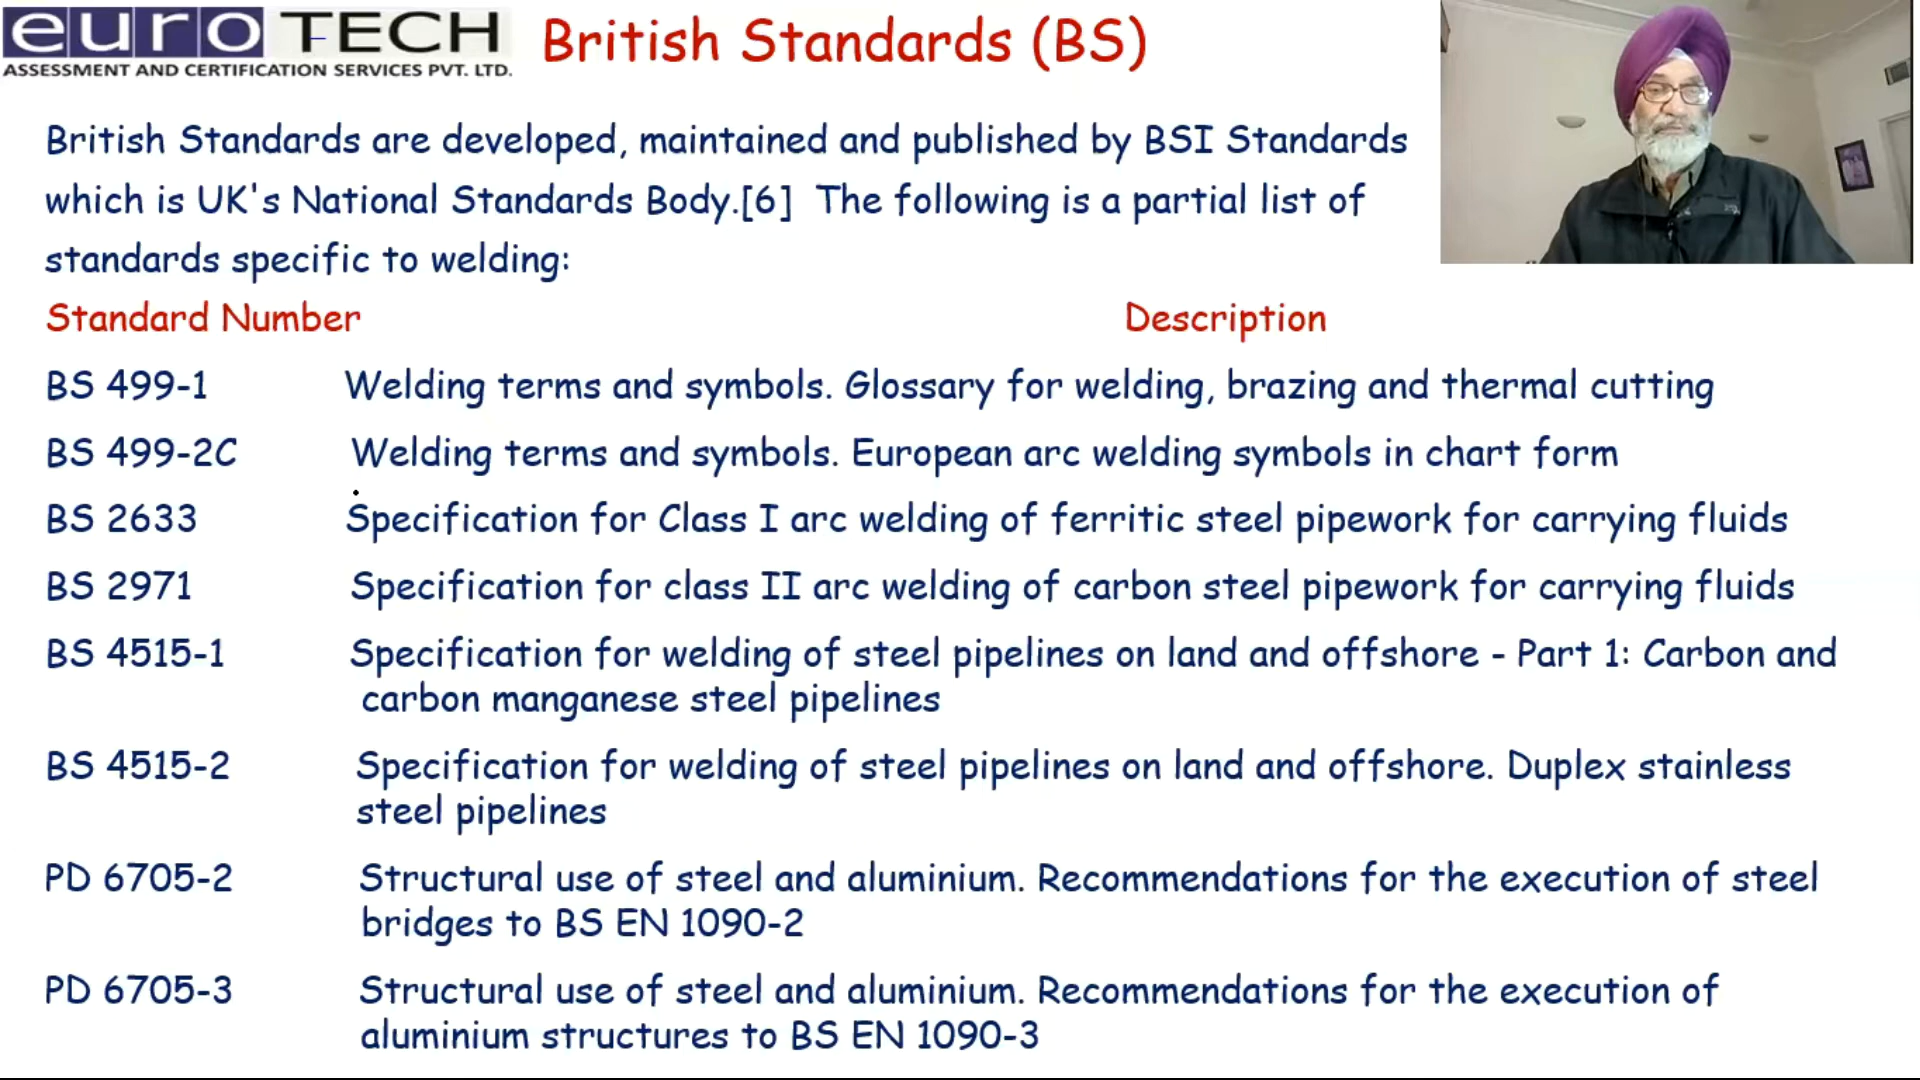 euro TECH
ASSESSMENT AND CERTIFICATION SERVICES PVT. LTD.
British Standards (BS)
British Standards are developed, maintained and published by BSI Standards
which is UK's National Standards Body.[6] The following is a partial list of
standards specific to welding:
Standard Number Description
BS 499-1 Welding terms and symbols. Glossary for welding, brazing and thermal cutting
BS 499-2C Welding terms and symbols. European arc welding symbols in chart form
BS 2633 Specification for Class I arc welding of ferritic steel pipework for carrying fluids
BS 2971 Specification for class II arc welding of carbon steel pipework for carrying fluids
BS 4515-1 Specification for welding of steel pipelines on land and offshore - Part 1: Carbon and
carbon manganese steel pipelines
BS 4515-2 Specification for welding of steel pipelines on land and offshore. Duplex stainless
steel pipelines
PD 6705-2 Structural use of steel and aluminium. Recommendations for the execution of steel
bridges to BS EN 1090-2
PD 6705-3 Structural use of steel and aluminium. Recommendations for the execution of
aluminium structures to BS EN 1090-3